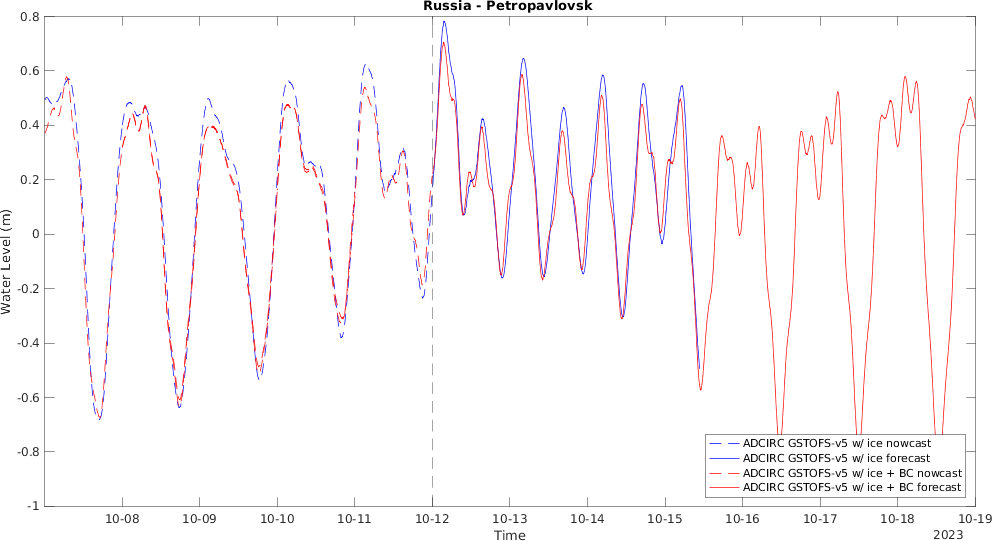 Russia - Petropavlovsk
0.8
0.6
0.4
0.2
0
-0.2
-0.4
-0.6
-0.8
-1
Water Level (m)
ADCIRC GSTOFS-v5 w/ ice nowcast
ADCIRC GSTOFS-v5 w/ ice forecast
ADCIRC GSTOFS-v5 w/ ice + BC nowcast
ADCIRC GSTOFS-v5 w/ ice + BC forecast
10-08 10-09 10-10 10-11 10-12 10-13 10-14 10-15 10-16 10-17 10-18 10-19
Time
2023